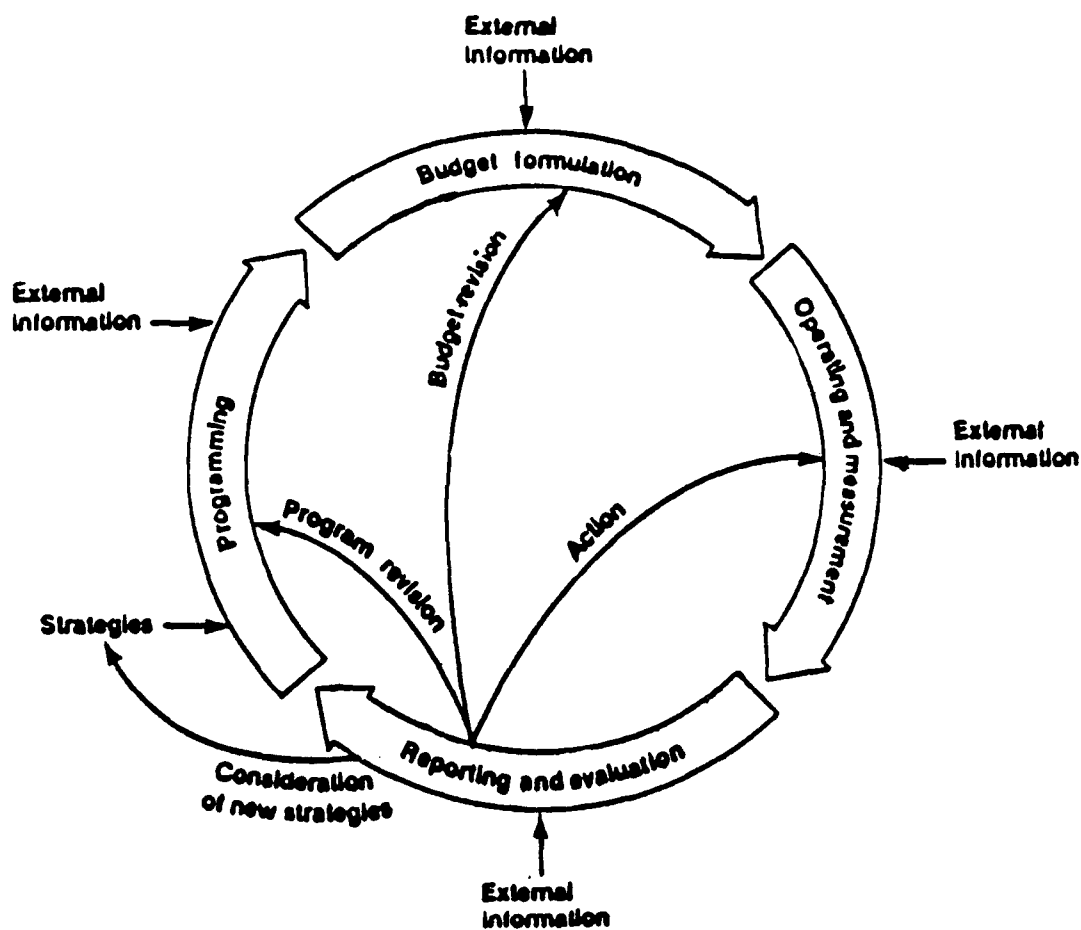 External
Information
Budget formulation
Budget revision
External
Information
Operating and measurement
Programming
External
Information
Program revision
Action
Strategies
Reporting and evaluation
Consideration
of new strategies
External
Information